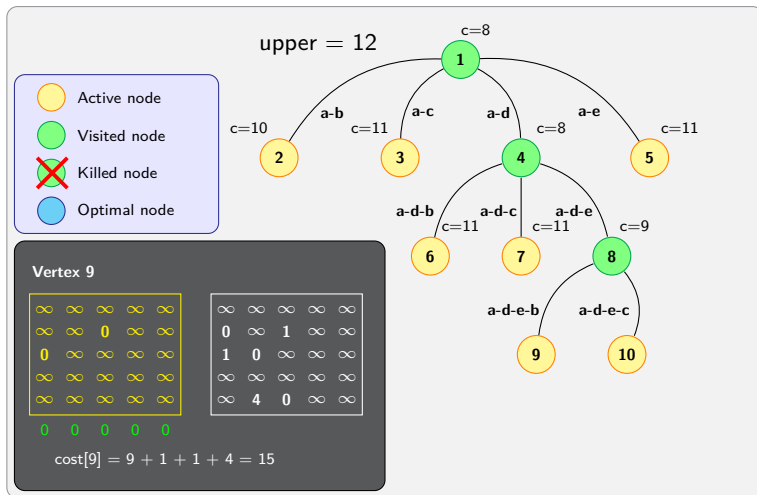 upper = 12
c=8
1
Active node
Visited node
Killed node
Optimal node
a-b
a-c
a-d
a-e
c=10
c=11
c=8
c=11
2
3
4
5
a-d-b
a-d-c
a-d-e
c=11
c=11
c=9
6
7
8
a-d-e-b
a-d-e-c
9
10
Vertex 9
∞ ∞ ∞ ∞ ∞
∞ ∞ 0 ∞ ∞
0 ∞ ∞ ∞ ∞
∞ ∞ ∞ ∞ ∞
∞ ∞ ∞ ∞ ∞
0 0 0 0 0
∞ ∞ ∞ ∞ ∞
0 ∞ 1 ∞ ∞
1 0 ∞ ∞ ∞
∞ ∞ ∞ ∞ ∞
∞ 4 0 ∞ ∞
cost[9] = 9 + 1 + 1 + 4 = 15